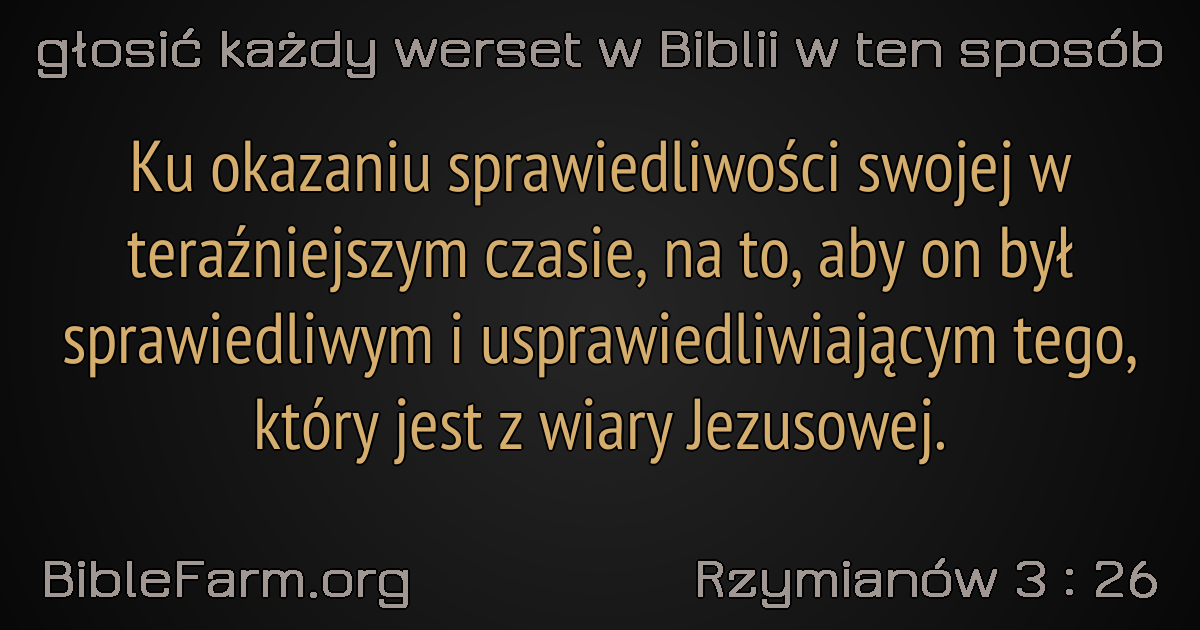 głosić każdy werset w Biblii w ten sposób
Ku okazaniu sprawiedliwości swojej w
teraźniejszym czasie, na to, aby on był
sprawiedliwym i usprawiedliwiającym tego,
który jest z wiary Jezusowej.
BibleFarm.org
Rzymianów 3 : 26